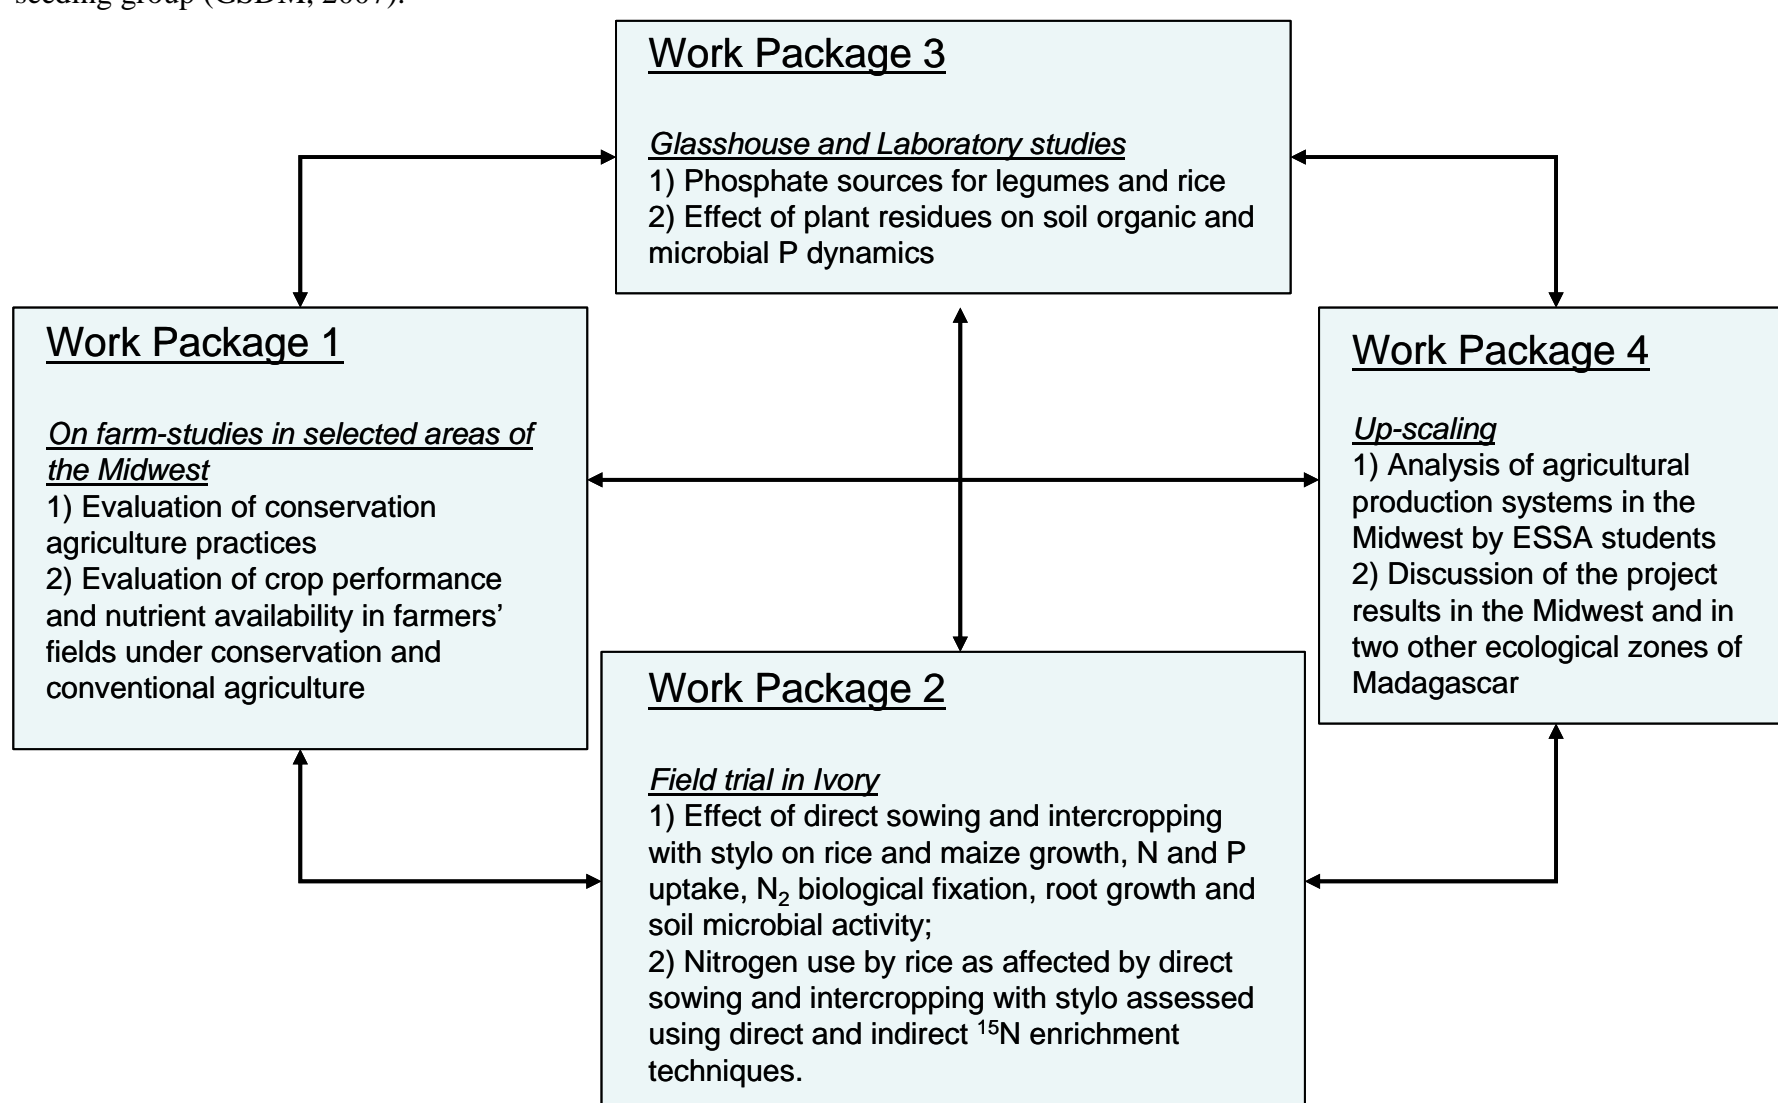 seeding group (GSDM, 2007).
Work Package 3
Glasshouse and Laboratory studies
1) Phosphate sources for legumes and rice
2) Effect of plant residues on soil organic and
microbial P dynamics
Work Package 1
On farm-studies in selected areas of
the Midwest
1) Evaluation of conservation
agriculture practices
2) Evaluation of crop performance
and nutrient availability in farmers’
fields under conservation and
conventional agriculture
Work Package 4
Up-scaling
1) Analysis of agricultural
production systems in the
Midwest by ESSA students
2) Discussion of the project
results in the Midwest and in
two other ecological zones of
Madagascar
Work Package 2
Field trial in Ivory
1) Effect of direct sowing and intercropping
with stylo on rice and maize growth, N and P
uptake, N₂ biological fixation, root growth and
soil microbial activity;
2) Nitrogen use by rice as affected by direct
sowing and intercropping with stylo assessed
using direct and indirect ¹⁵N enrichment
techniques.